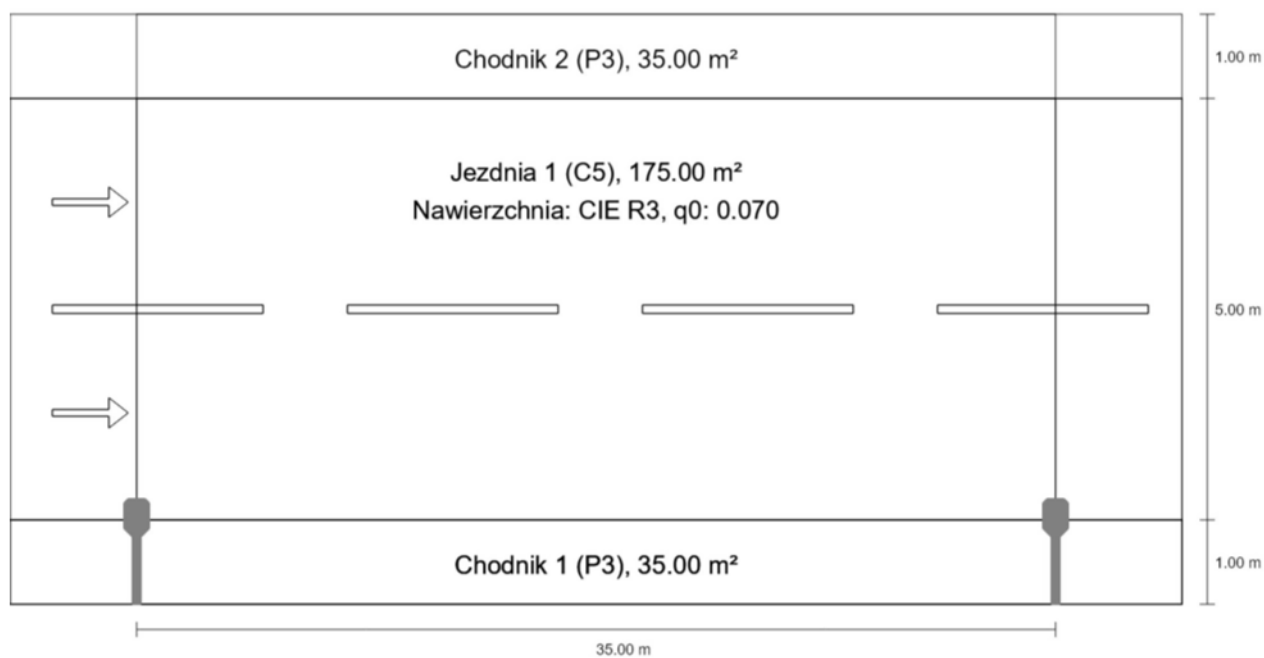 Chodnik 2 (P3), 35.00 m²
1.00 m
Jezdnia 1 (C5), 175.00 m²
Nawierzchnia: CIE R3, q0: 0.070
5.00 m
Chodnik 1 (P3), 35.00 m²
1.00 m
35.00 m